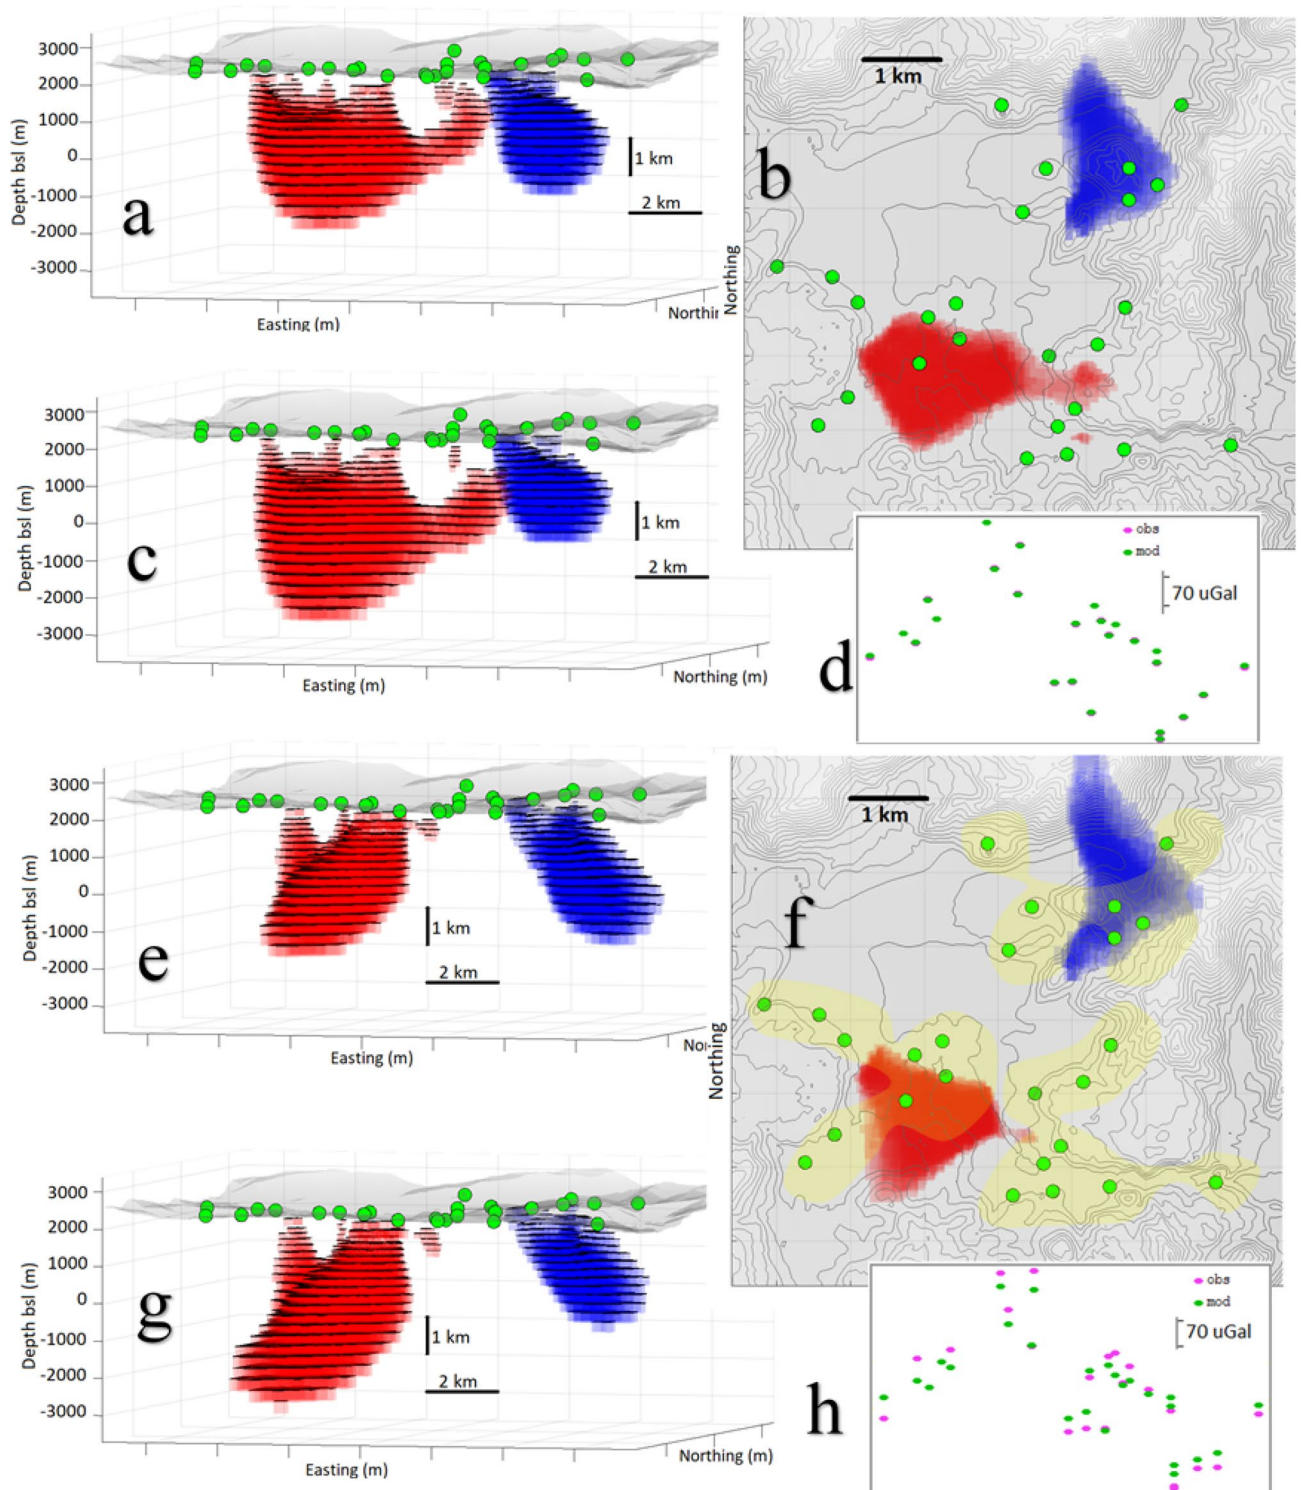 3000
2000
1000
0
-1000
-2000
-3000
Depth bsl (m)
a
1 km
2 km
Easting (m)
Northin
b
1 km
Northing
3000
2000
1000
0
-1000
-2000
-3000
Depth bsl (m)
c
1 km
2 km
Easting (m)
Northing (m)
d
obs
mod
70 uGal
3000
2000
1000
0
-1000
-2000
-3000
Depth bsl (m)
e
1 km
2 km
Easting (m)
No
f
1 km
Northing
3000
2000
1000
0
-1000
-2000
-3000
Depth bsl (m)
g
1 km
2 km
Easting (m)
Northing (m)
h
obs
mod
70 uGal